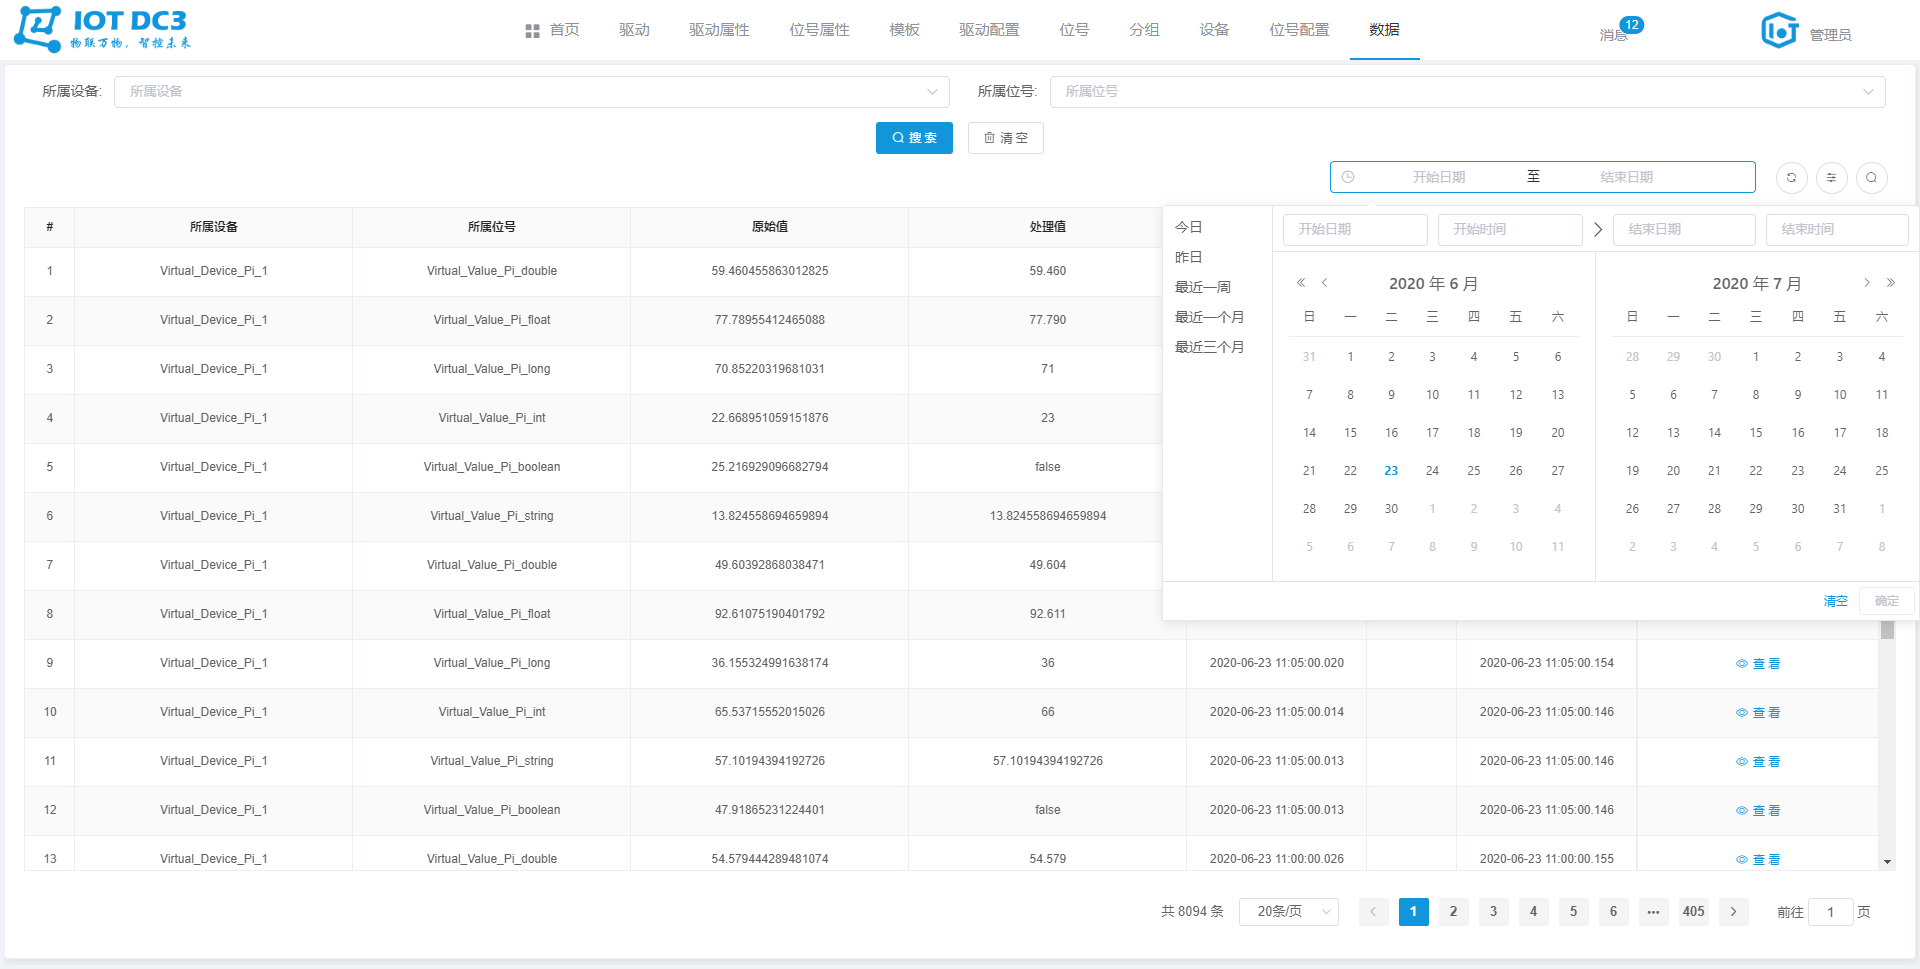 IOT DC3
物联万物，智控未来
首页 驱动 驱动属性 位号属性 模板 驱动配置 位号 分组 设备 位号配置 数据
消息 12
管理员
所属设备: 所属设备 所属位号: 所属位号
搜 索 清 空
开始日期 至 结束日期
# 所属设备 所属位号 原始值 处理值
1 Virtual_Device_Pi_1 Virtual_Value_Pi_double 59.460455863012825 59.460
2 Virtual_Device_Pi_1 Virtual_Value_Pi_float 77.78955412465088 77.790
3 Virtual_Device_Pi_1 Virtual_Value_Pi_long 70.85220319681031 71
4 Virtual_Device_Pi_1 Virtual_Value_Pi_int 22.668951059151876 23
5 Virtual_Device_Pi_1 Virtual_Value_Pi_boolean 25.216929096682794 false
6 Virtual_Device_Pi_1 Virtual_Value_Pi_string 13.824558694659894 13.824558694659894
7 Virtual_Device_Pi_1 Virtual_Value_Pi_double 49.60392868038471 49.604
8 Virtual_Device_Pi_1 Virtual_Value_Pi_float 92.61075190401792 92.611
9 Virtual_Device_Pi_1 Virtual_Value_Pi_long 36.155324991638174 36 2020-06-23 11:05:00.020 2020-06-23 11:05:00.154 查 看
10 Virtual_Device_Pi_1 Virtual_Value_Pi_int 65.53715552015026 66 2020-06-23 11:05:00.014 2020-06-23 11:05:00.146 查 看
11 Virtual_Device_Pi_1 Virtual_Value_Pi_string 57.10194394192726 57.10194394192726 2020-06-23 11:05:00.013 2020-06-23 11:05:00.146 查 看
12 Virtual_Device_Pi_1 Virtual_Value_Pi_boolean 47.91865231224401 false 2020-06-23 11:05:00.013 2020-06-23 11:05:00.146 查 看
13 Virtual_Device_Pi_1 Virtual_Value_Pi_double 54.579444289481074 54.579 2020-06-23 11:00:00.026 2020-06-23 11:00:00.155 查 看
今日
昨日
最近一周
最近一个月
最近三个月
开始日期 开始时间 结束日期 结束时间
2020 年 6 月
日 一 二 三 四 五 六
31 1 2 3 4 5 6
7 8 9 10 11 12 13
14 15 16 17 18 19 20
21 22 23 24 25 26 27
28 29 30 1 2 3 4
5 6 7 8 9 10 11
2020 年 7 月
日 一 二 三 四 五 六
28 29 30 1 2 3 4
5 6 7 8 9 10 11
12 13 14 15 16 17 18
19 20 21 22 23 24 25
26 27 28 29 30 31 1
2 3 4 5 6 7 8
清空 确定
共 8094 条 20条/页 1 2 3 4 5 6 ••• 405 前往 1 页